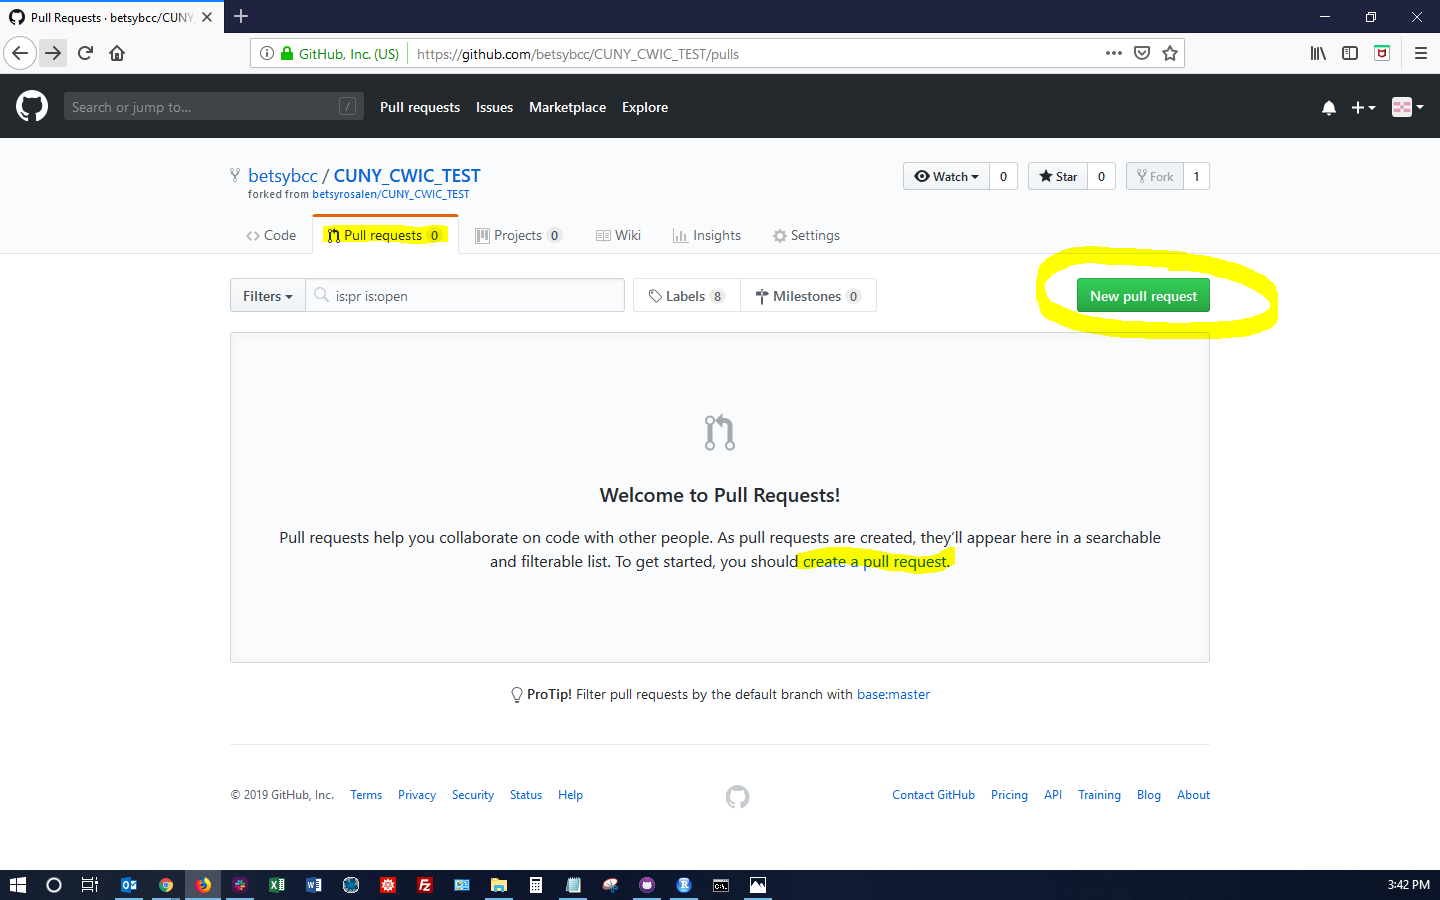 Pull Requests · betsybcc/CUNY_
GitHub, Inc. (US) https://github.com/betsybcc/CUNY_CWIC_TEST/pulls
Search or jump to... / Pull requests Issues Marketplace Explore
betsybcc / CUNY_CWIC_TEST Watch 0 Star 0 Fork 1
forked from betsyrosalen/CUNY_CWIC_TEST
Code Pull requests 0 Projects 0 Wiki Insights Settings
Filters is:pr is:open Labels 8 Milestones 0 New pull request
Welcome to Pull Requests!
Pull requests help you collaborate on code with other people. As pull requests are created, they’ll appear here in a searchable
and filterable list. To get started, you should create a pull request.
ProTip! Filter pull requests by the default branch with base:master
© 2019 GitHub, Inc. Terms Privacy Security Status Help Contact GitHub Pricing API Training Blog About
3:42 PM